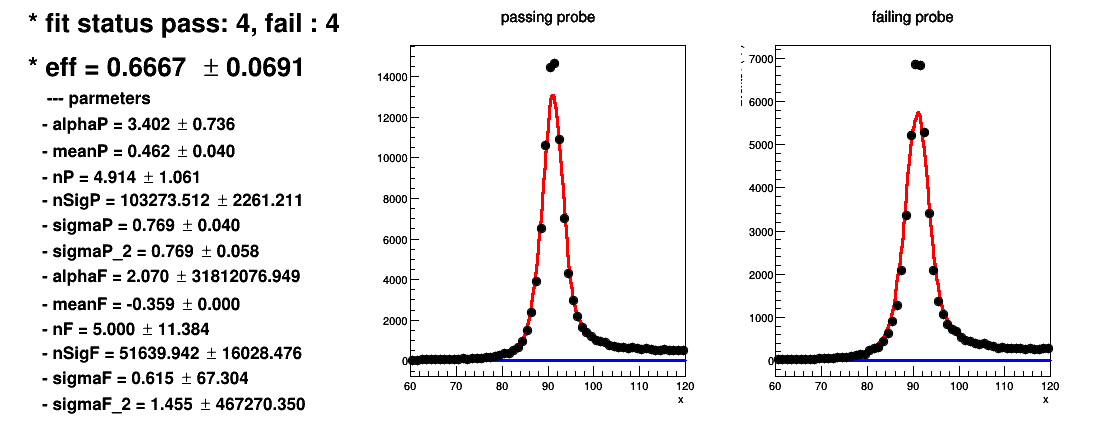 * fit status pass: 4, fail : 4
* eff = 0.6667 ± 0.0691
--- parmeters
- alphaP = 3.402 ± 0.736
- meanP = 0.462 ± 0.040
- nP = 4.914 ± 1.061
- nSigP = 103273.512 ± 2261.211
- sigmaP = 0.769 ± 0.040
- sigmaP_2 = 0.769 ± 0.058
- alphaF = 2.070 ± 31812076.949
- meanF = -0.359 ± 0.000
- nF = 5.000 ± 11.384
- nSigF = 51639.942 ± 16028.476
- sigmaF = 0.615 ± 67.304
- sigmaF_2 = 1.455 ± 467270.350
passing probe
14000
12000
10000
8000
6000
4000
2000
0
60 70 80 90 100 110 120
x
failing probe
7000
6000
5000
4000
3000
2000
1000
0
60 70 80 90 100 110 120
x